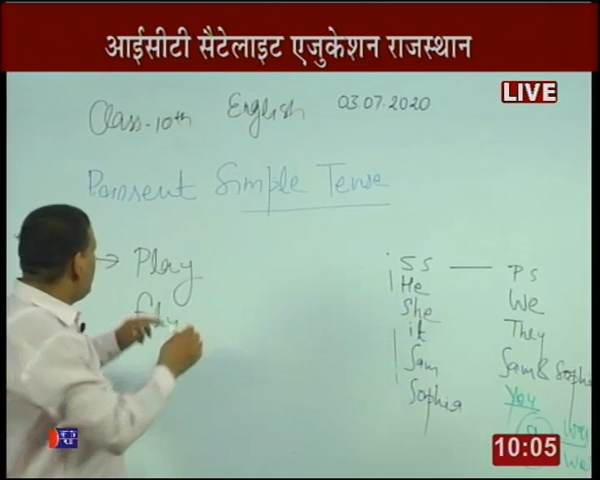 आईसीटी सैटेलाइट एजुकेशन राजस्थान
LIVE
Class-10th English 03.07.2020
Present Simple Tense
Play
Fly
SS — PS
He We
She They
it Sam & Sophia
Sam You
Sophia
10:05